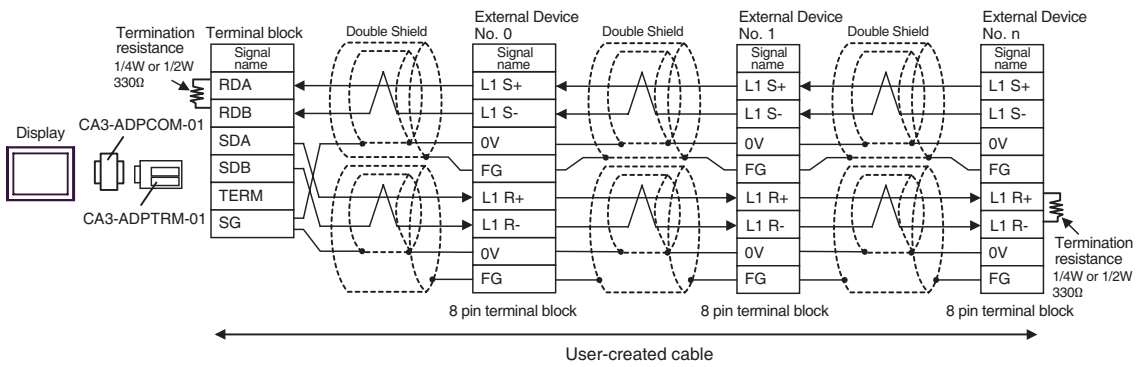 Termination
resistance
1/4W or 1/2W
330Ω
Terminal block
Signal
name
RDA
RDB
SDA
SDB
TERM
SG
Display
CA3-ADPCOM-01
CA3-ADPTRM-01
Double Shield
External Device
No. 0
Signal
name
L1 S+
L1 S-
0V
FG
L1 R+
L1 R-
0V
FG
8 pin terminal block
Double Shield
External Device
No. 1
Signal
name
L1 S+
L1 S-
0V
FG
L1 R+
L1 R-
0V
FG
8 pin terminal block
Double Shield
External Device
No. n
Signal
name
L1 S+
L1 S-
0V
FG
L1 R+
L1 R-
0V
FG
8 pin terminal block
Termination
resistance
1/4W or 1/2W
330Ω
User-created cable